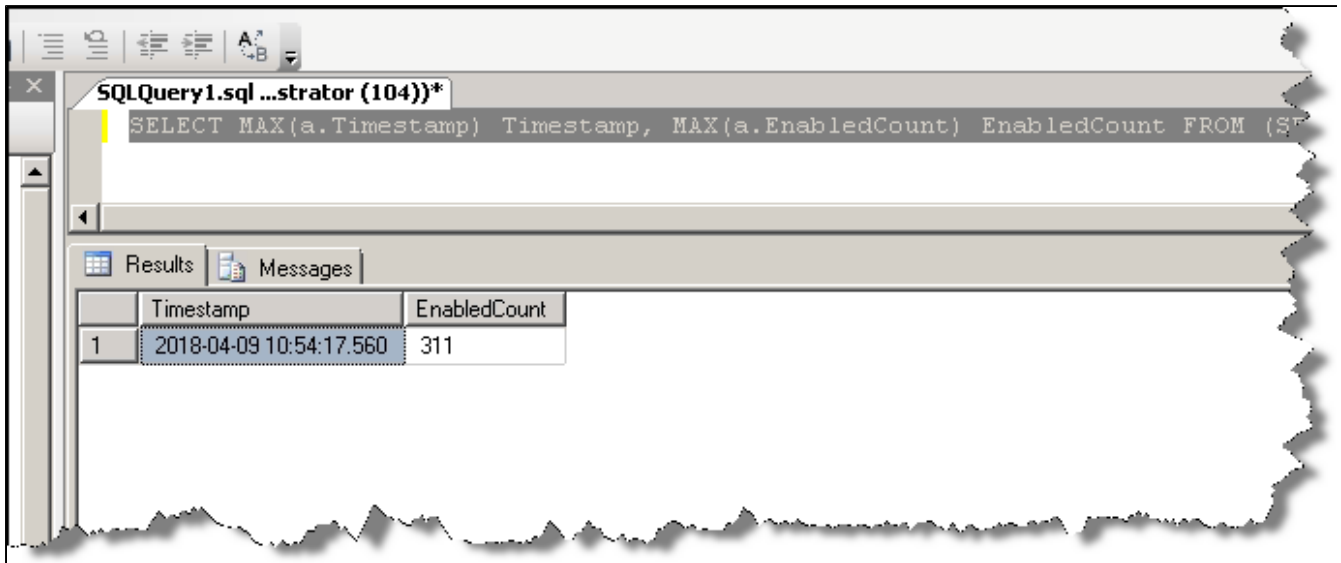 SQLQuery1.sql ...strator (104))*
SELECT MAX(a.Timestamp) Timestamp, MAX(a.EnabledCount) EnabledCount FROM
Results Messages
Timestamp EnabledCount
1 2018-04-09 10:54:17.560 311